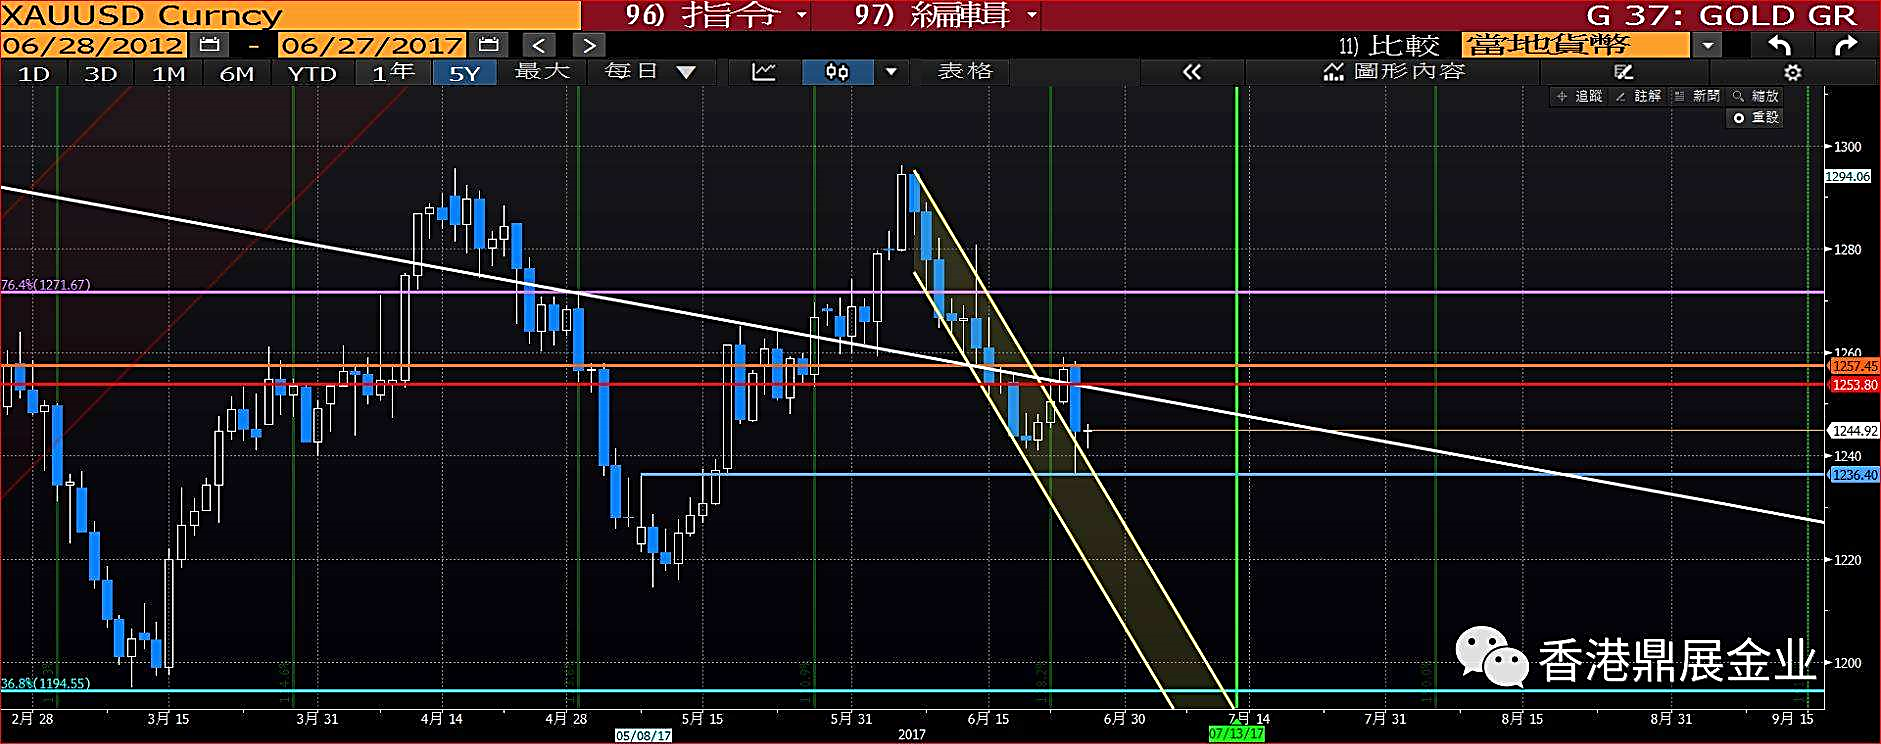 XAUUSD Curncy 96) 指令 97) 編輯 G 37: GOLD GR
06/28/2012 - 06/27/2017 < > 11) 比較 當地貨幣
1D 3D 1M 6M YTD 1年 5Y 最大 每日 表格 « 圖形內容
追蹤 註解 新聞 縮放
重設
1300
1294.06
1280
76.4%(1271.67)
1260
1257.45
1253.80
1244.92
1240
1236.40
1220
1200
香港鼎展金业
36.8%(1194.55)
2月 28 3月 15 3月 31 4月 14 4月 28 5月 15 5月 31 6月 15 6月 30 7月 14 7月 31 8月 15 8月 31 9月 15
05/08/17 2017 07/13/17